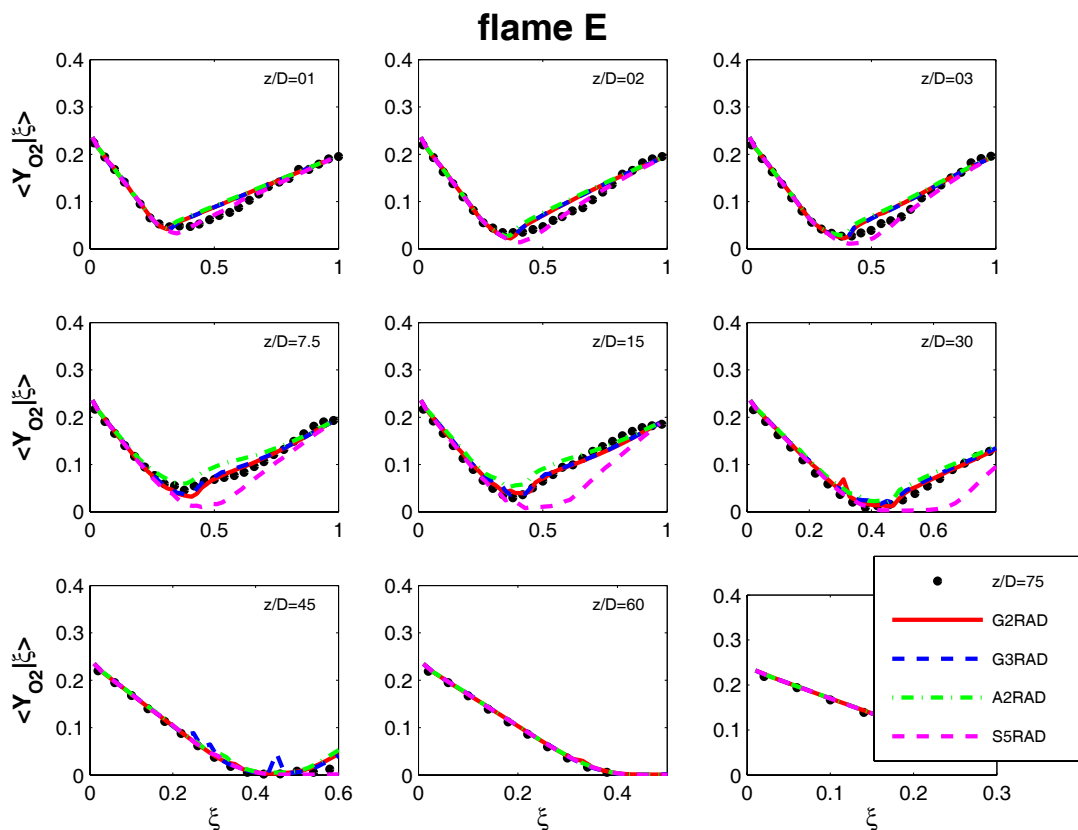 flame E
<Y_O2|ξ>
0.4
0.3
0.2
0.1
0
0 0.5 1
z/D=01
0.4
0.3
0.2
0.1
0
0 0.5 1
z/D=02
0.4
0.3
0.2
0.1
0
0 0.5 1
z/D=03
<Y_O2|ξ>
0.4
0.3
0.2
0.1
0
0 0.5 1
z/D=7.5
0.4
0.3
0.2
0.1
0
0 0.5 1
z/D=15
0.4
0.3
0.2
0.1
0
0 0.2 0.4 0.6
z/D=30
<Y_O2|ξ>
0.4
0.3
0.2
0.1
0
0 0.2 0.4 0.6
z/D=45
ξ
0.4
0.3
0.2
0.1
0
0 0.2 0.4
z/D=60
ξ
0.4
0.3
0.2
0.1
0
0 0.1 0.2 0.3
ξ
z/D=75
G2RAD
G3RAD
A2RAD
S5RAD